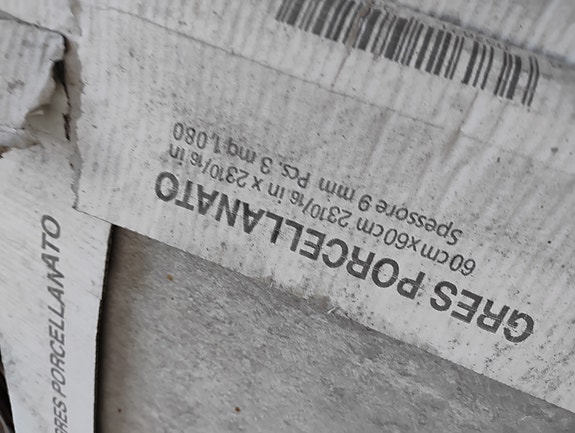 GRES PORCELLANATO
60cmx60cm 2310/16 in x 2310/16 in
Spessore 9 mm Pcs. 3 mq 1,080
GRES PORCELLANATO